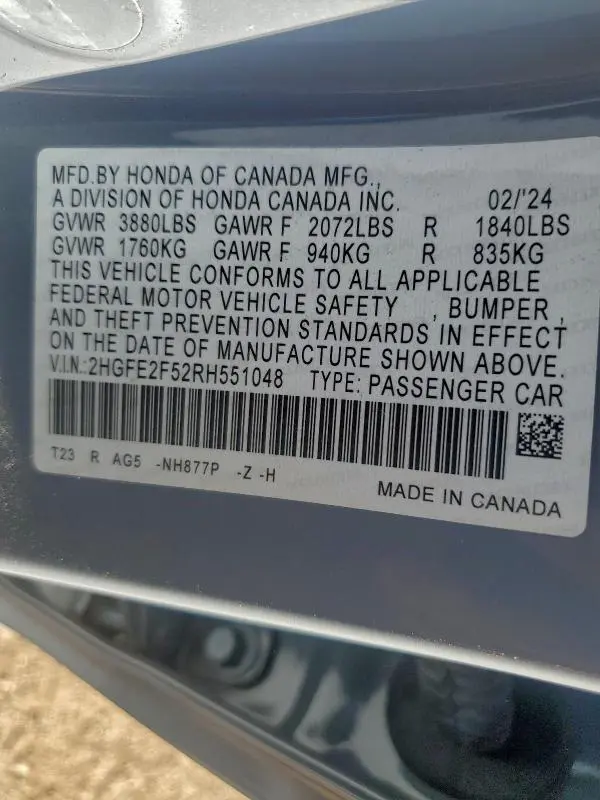 MFD.BY HONDA OF CANADA MFG.,
A DIVISION OF HONDA CANADA INC. 02/'24
GVWR 3880LBS GAWR F 2072LBS R 1840LBS
GVWR 1760KG GAWR F 940KG R 835KG
THIS VEHICLE CONFORMS TO ALL APPLICABLE
FEDERAL MOTOR VEHICLE SAFETY , BUMPER ,
AND THEFT PREVENTION STANDARDS IN EFFECT
ON THE DATE OF MANUFACTURE SHOWN ABOVE.
V.I.N.:2HGFE2F52RH551048 TYPE: PASSENGER CAR
T23 R AG5 -NH877P -Z -H
MADE IN CANADA